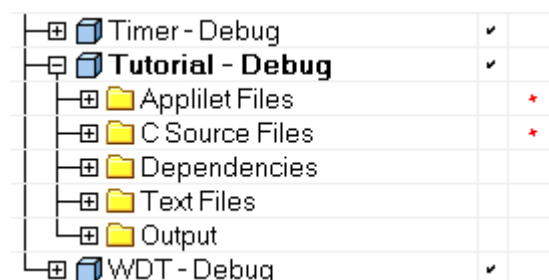 Timer - Debug
Tutorial - Debug
Applilet Files
C Source Files
Dependencies
Text Files
Output
WDT - Debug